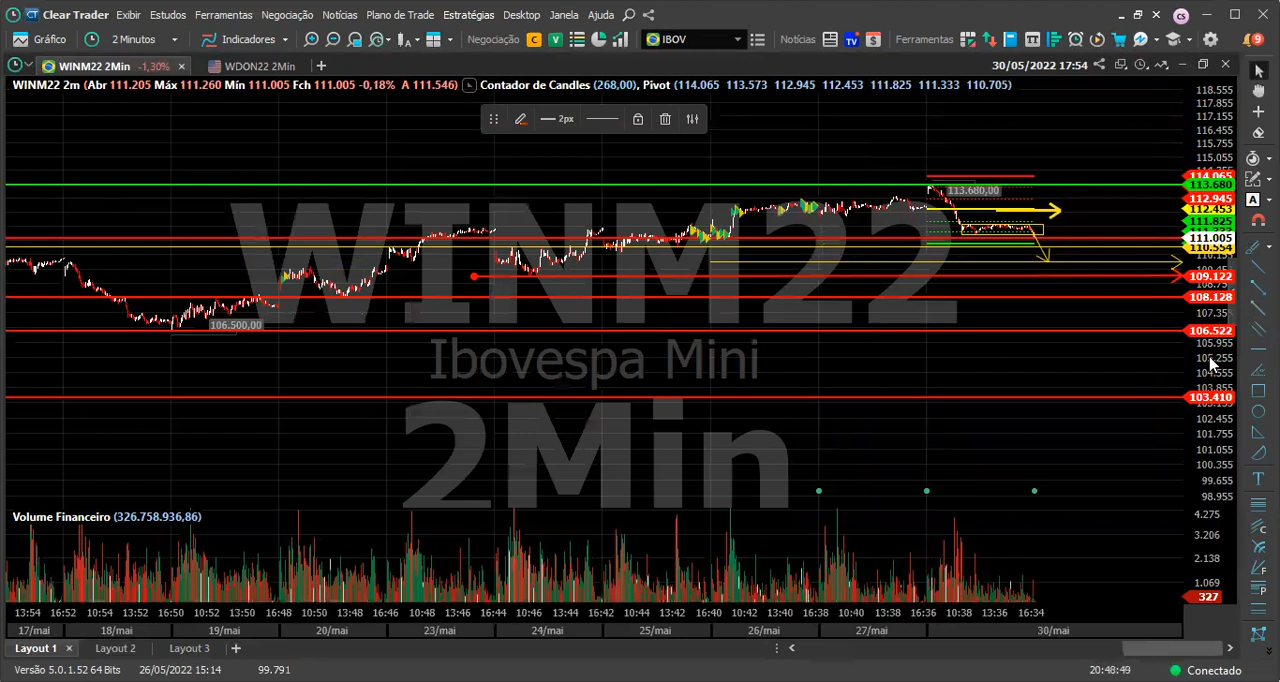 Clear Trader Exibir Estudos Ferramentas Negociação Notícias Plano de Trade Estratégias Desktop Janela Ajuda CS
Gráfico 2 Minutos Indicadores Negociação C V IBOV Notícias TV $ Ferramentas 9
WINM22 2Min -1,30% × WDON22 2Min + 30/05/2022 17:54
WINM22 2m (Abr 111.205 Máx 111.260 Mín 111.005 Fch 111.005 -0,18% A 111.546) Contador de Candles (268,00), Pivot (114.065 113.573 112.945 112.453 111.825 111.333 110.705)
2px
118.555
117.855
117.155
116.455
115.755
115.055
114.065
113.680
113.680,00
112.945
112.453
111.825
111.005
110.554
109.122
108.128
107.355
106.500,00
106.522
105.955
105.255
104.555
103.855
103.410
102.455
101.755
101.055
100.355
99.655
98.955
WINM22
Ibovespa Mini
2Min
Volume Financeiro (326.758.936,86)
4.275
3.206
2.138
1.069
327
13:54 16:52 10:54 13:52 16:50 10:52 13:50 16:48 10:50 13:48 16:46 10:48 13:46 16:44 10:46 13:44 16:42 10:44 13:42 16:40 10:42 13:40 16:38 10:40 13:38 16:36 10:38 13:36 16:34
17/mai 18/mai 19/mai 20/mai 23/mai 24/mai 25/mai 26/mai 27/mai 30/mai
Layout 1 × Layout 2 Layout 3 +
Versão 5.0.1.52 64 Bits 26/05/2022 15:14 99.791 20:48:49 Conectado